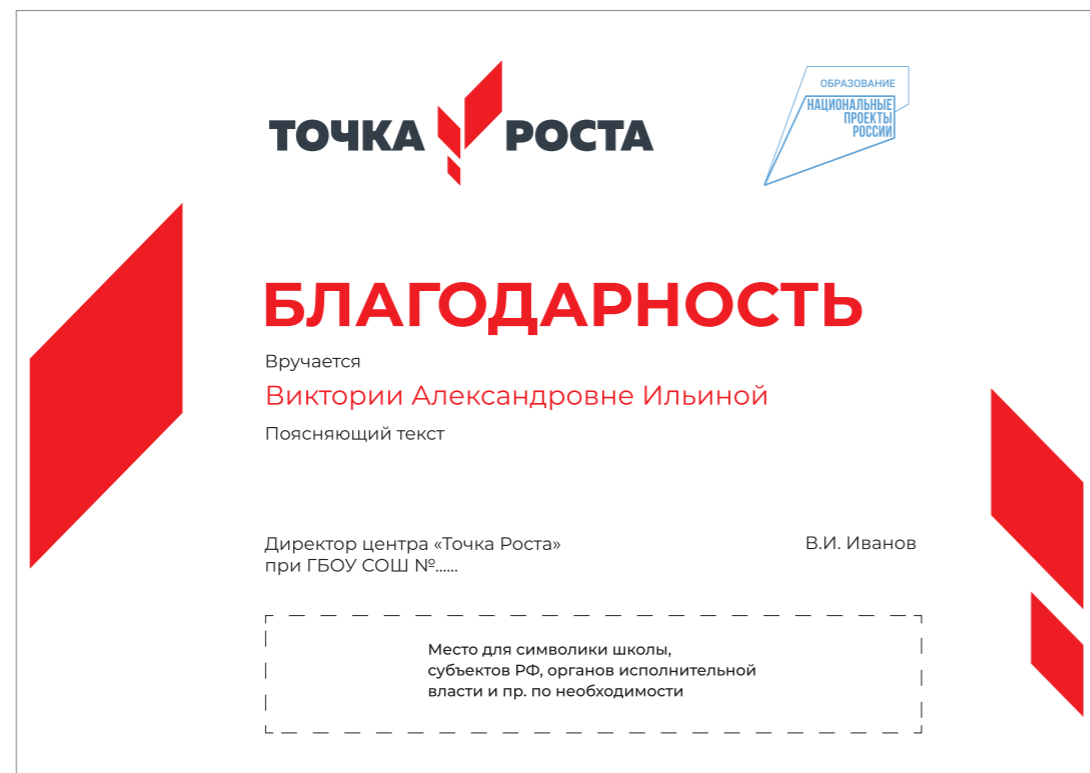 ТОЧКА РОСТА
ОБРАЗОВАНИЕ
НАЦИОНАЛЬНЫЕ
ПРОЕКТЫ
РОССИИ
БЛАГОДАРНОСТЬ
Вручается
Виктории Александровне Ильиной
Поясняющий текст
Директор центра «Точка Роста»
при ГБОУ СОШ №......
В.И. Иванов
Место для символики школы,
субъектов РФ, органов исполнительной
власти и пр. по необходимости